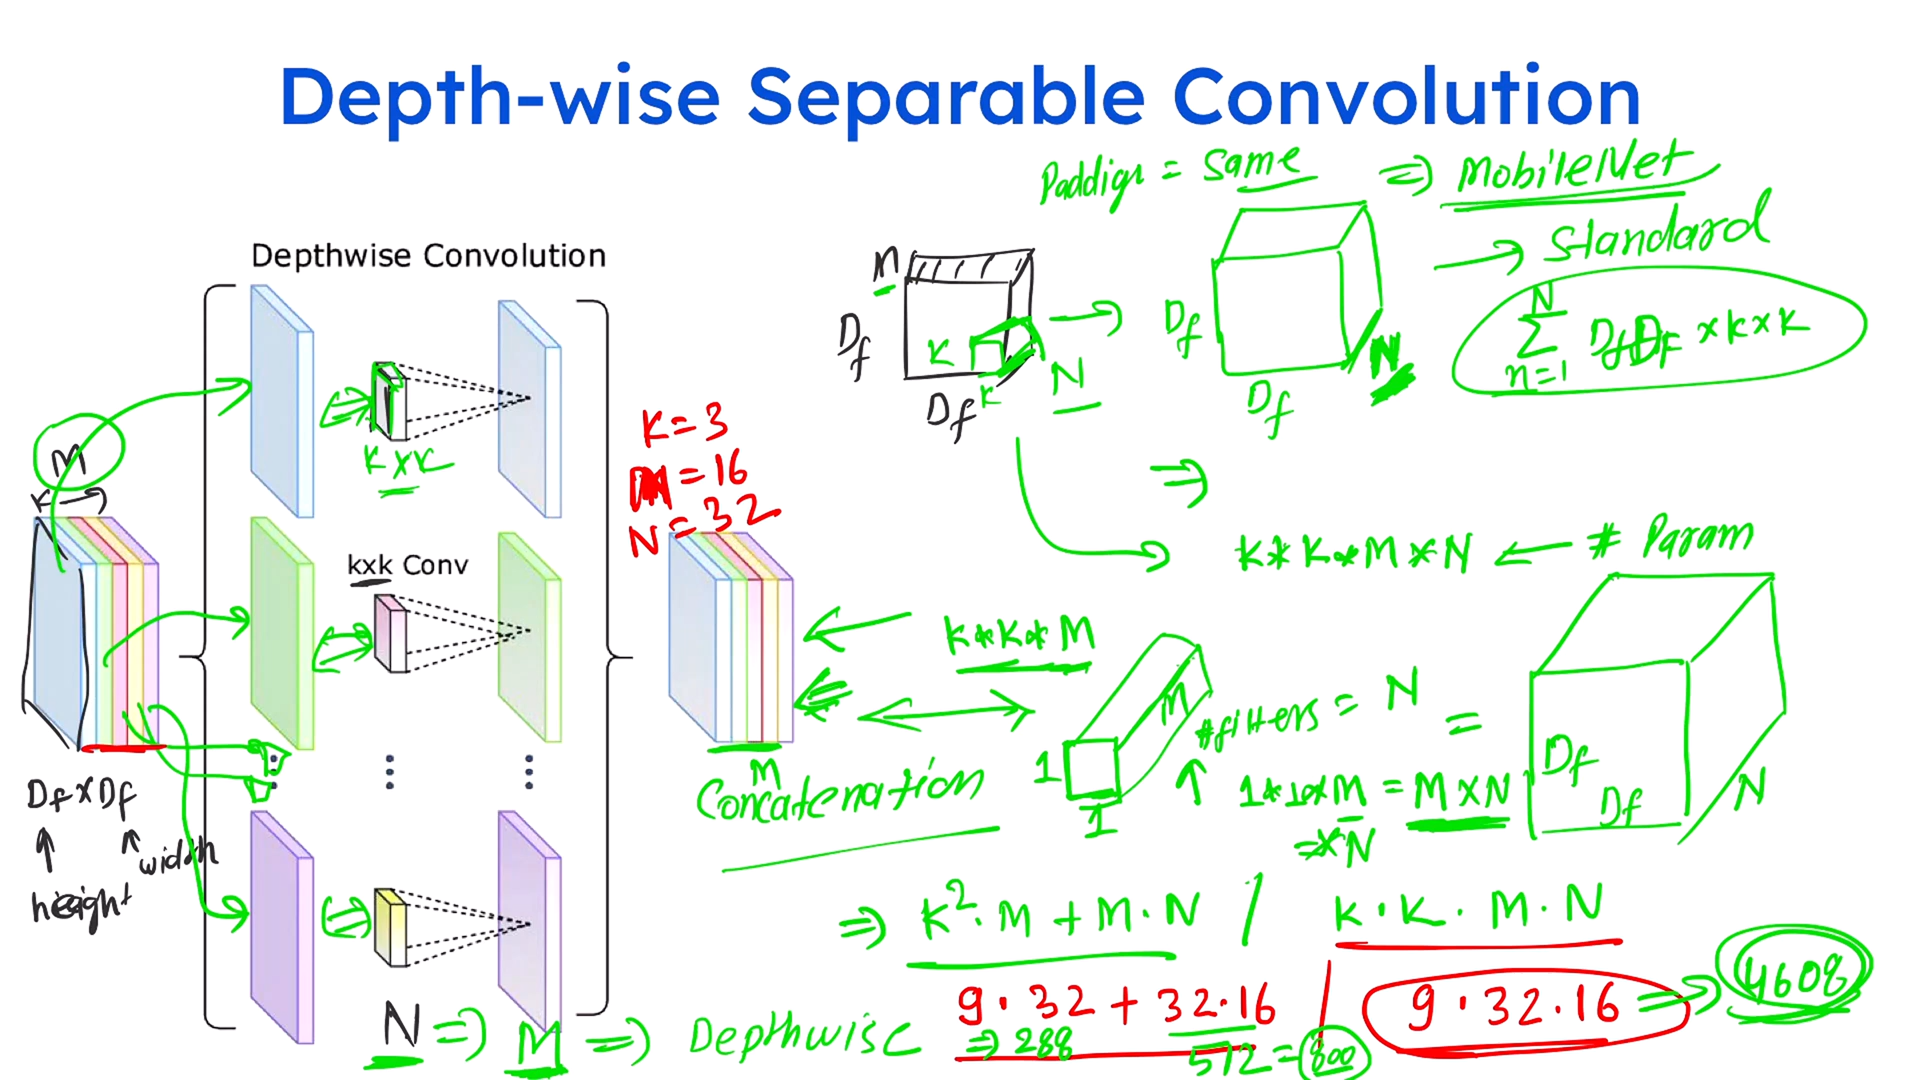 Depth-wise Separable Convolution
Paddign = Same
=> MobileNet
→ Standard
Depthwise Convolution
n
Df
K
K
N
Df
Df
N
Df
N
Σ Df Df x K x K
n=1
M
K x K
K = 3
M = 16
N = 32
=>
K * K * M * N ← # Param
kxk Conv
K * K * M
M
M
1
1
#filters = N
=
1*1*M = M x N
=> *N
Df
Df
N
Concatenation
Df x Df
height
width
=> K². M + M . N / K . K . M . N
9 . 32 + 32 . 16 | 9 . 32 . 16 => 4608
=> 288
512 = 800
N => M => Depthwise